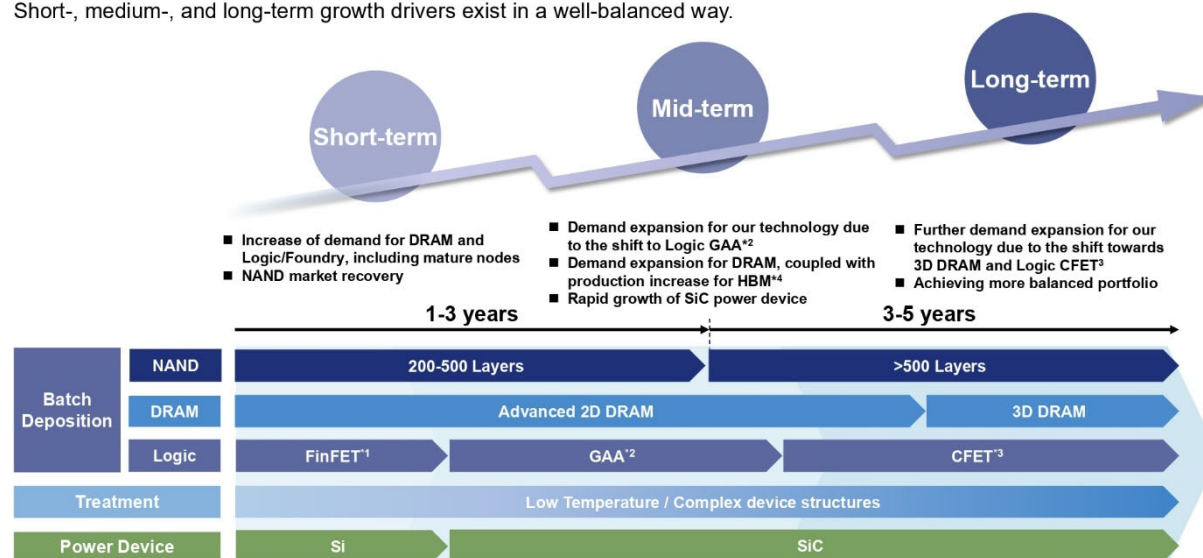 Short-, medium-, and long-term growth drivers exist in a well-balanced way.
Short-term
Mid-term
Long-term
■ Increase of demand for DRAM and
Logic/Foundry, including mature nodes
■ NAND market recovery
■ Demand expansion for our technology due
to the shift to Logic GAA*2
■ Demand expansion for DRAM, coupled with
production increase for HBM*4
■ Rapid growth of SiC power device
■ Further demand expansion for our
technology due to the shift towards
3D DRAM and Logic CFET3
■ Achieving more balanced portfolio
1-3 years
3-5 years
Batch
Deposition
NAND
200-500 Layers
>500 Layers
DRAM
Advanced 2D DRAM
3D DRAM
Logic
FinFET*1
GAA*2
CFET*3
Treatment
Low Temperature / Complex device structures
Power Device
Si
SiC